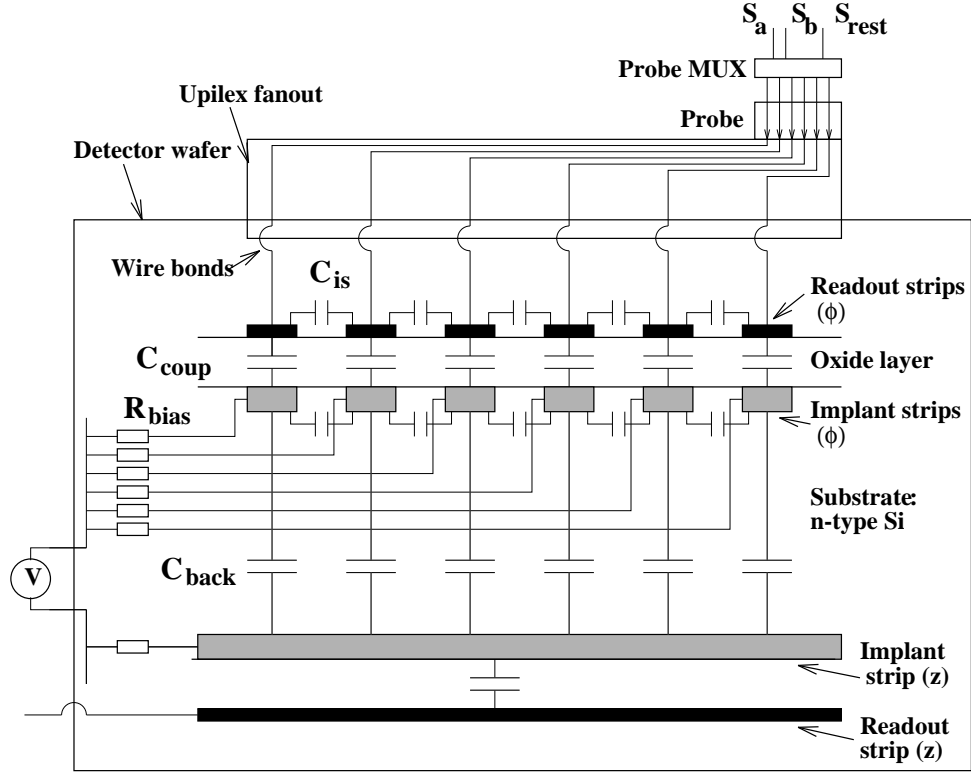 S_a S_b S_rest
Probe MUX
Upilex fanout
Probe
Detector wafer
Wire bonds
C_is
Readout strips
(ϕ)
C_coup
Oxide layer
R_bias
Implant strips
(ϕ)
Substrate:
n-type Si
V
C_back
Implant
strip (z)
Readout
strip (z)